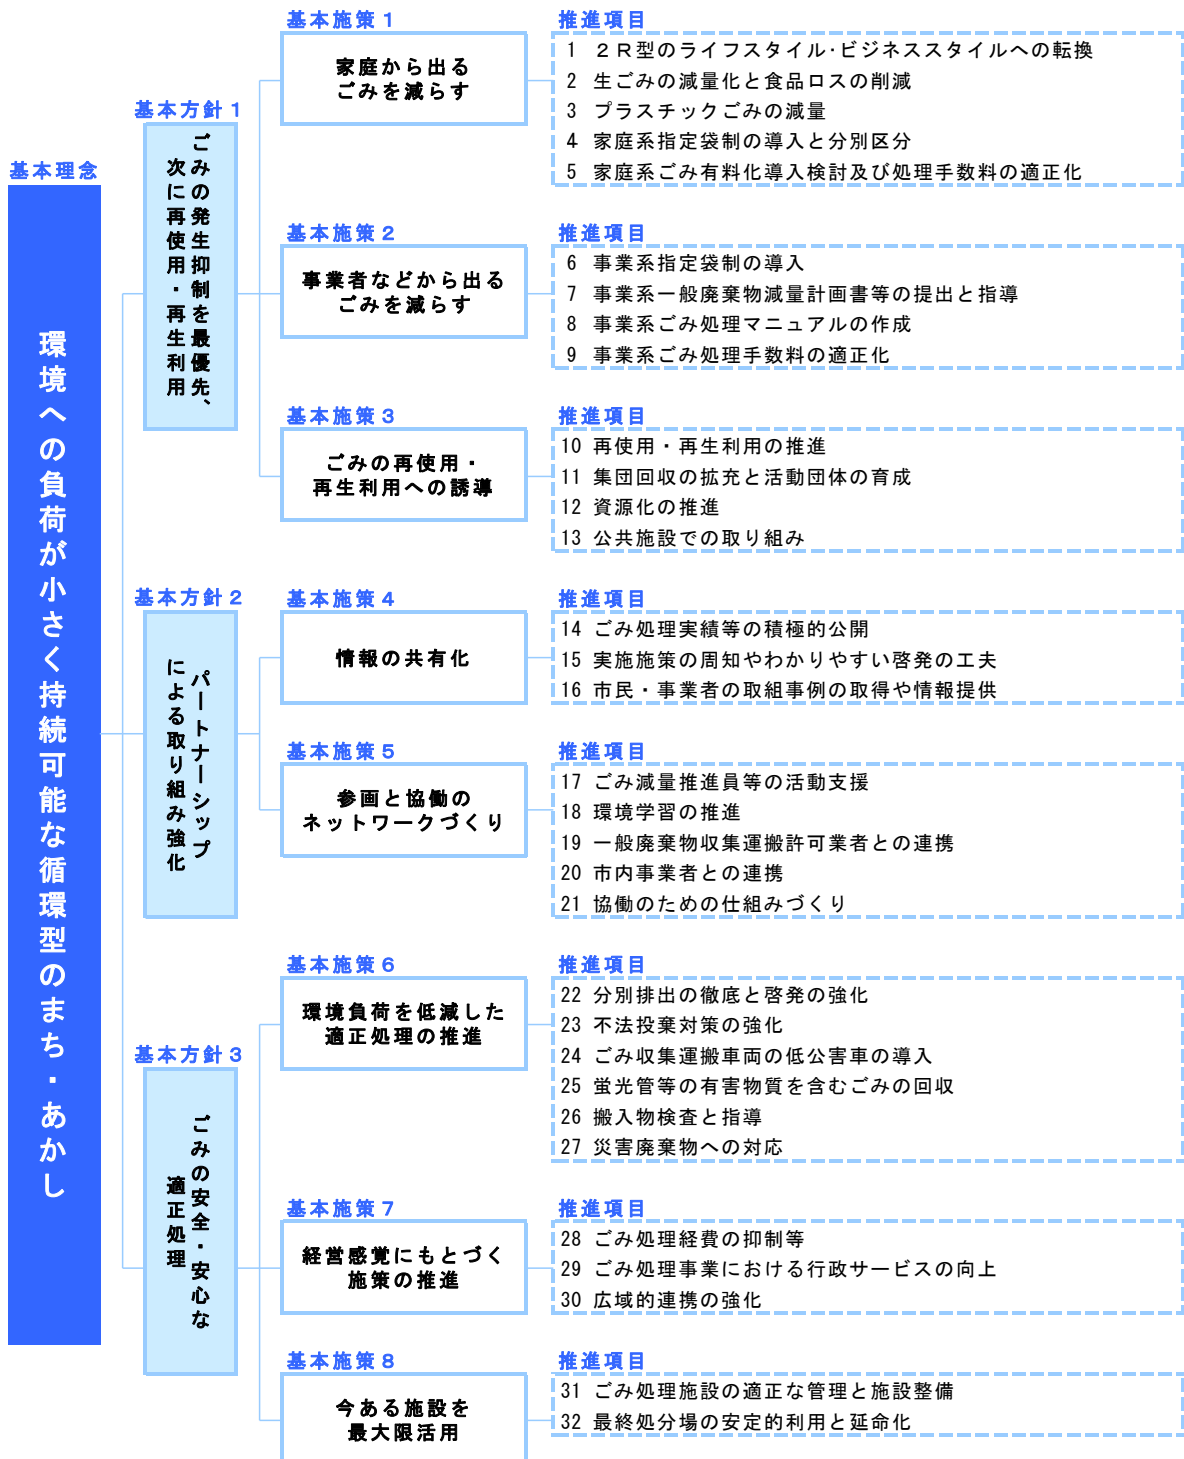 基本理念
環境への負荷が小さく持続可能な循環型のまち・あかし
基本方針１
ごみの発生抑制を最優先、
次に再使用・再生利用
基本施策１
家庭から出る
ごみを減らす
推進項目
1 ２Ｒ型のライフスタイル･ビジネススタイルへの転換
2 生ごみの減量化と食品ロスの削減
3 プラスチックごみの減量
4 家庭系指定袋制の導入と分別区分
5 家庭系ごみ有料化導入検討及び処理手数料の適正化
基本施策２
事業者などから出る
ごみを減らす
推進項目
6 事業系指定袋制の導入
7 事業系一般廃棄物減量計画書等の提出と指導
8 事業系ごみ処理マニュアルの作成
9 事業系ごみ処理手数料の適正化
基本施策３
ごみの再使用・
再生利用への誘導
推進項目
10 再使用・再生利用の推進
11 集団回収の拡充と活動団体の育成
12 資源化の推進
13 公共施設での取り組み
基本方針２
パートナーシップ
による取り組み強化
基本施策４
情報の共有化
推進項目
14 ごみ処理実績等の積極的公開
15 実施施策の周知やわかりやすい啓発の工夫
16 市民・事業者の取組事例の取得や情報提供
基本施策５
参画と協働の
ネットワークづくり
推進項目
17 ごみ減量推進員等の活動支援
18 環境学習の推進
19 一般廃棄物収集運搬許可業者との連携
20 市内事業者との連携
21 協働のための仕組みづくり
基本方針３
ごみの安全・安心な
適正処理
基本施策６
環境負荷を低減した
適正処理の推進
推進項目
22 分別排出の徹底と啓発の強化
23 不法投棄対策の強化
24 ごみ収集運搬車両の低公害車の導入
25 蛍光管等の有害物質を含むごみの回収
26 搬入物検査と指導
27 災害廃棄物への対応
基本施策７
経営感覚にもとづく
施策の推進
推進項目
28 ごみ処理経費の抑制等
29 ごみ処理事業における行政サービスの向上
30 広域的連携の強化
基本施策８
今ある施設を
最大限活用
推進項目
31 ごみ処理施設の適正な管理と施設整備
32 最終処分場の安定的利用と延命化